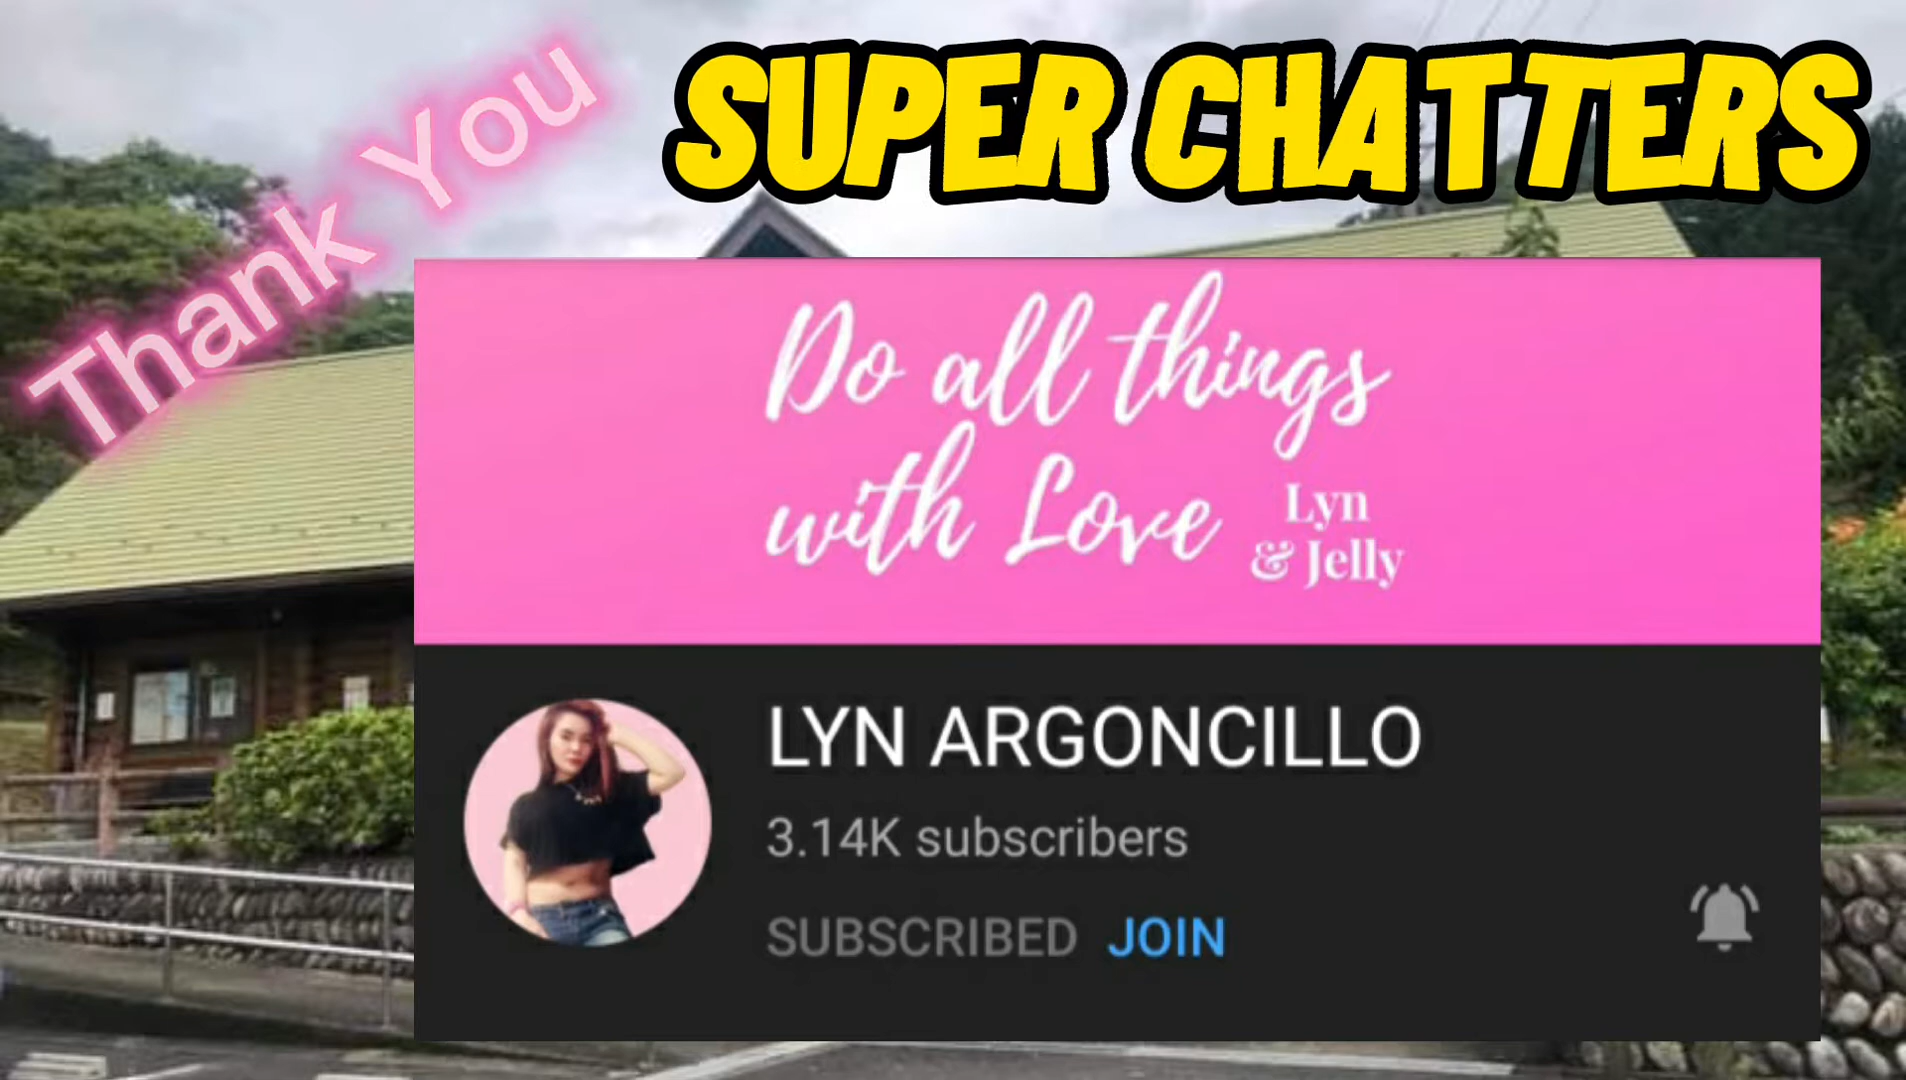 Thank You
SUPER CHATTERS
Do all things
with Love
Lyn
& Jelly
LYN ARGONCILLO
3.14K subscribers
SUBSCRIBED JOIN